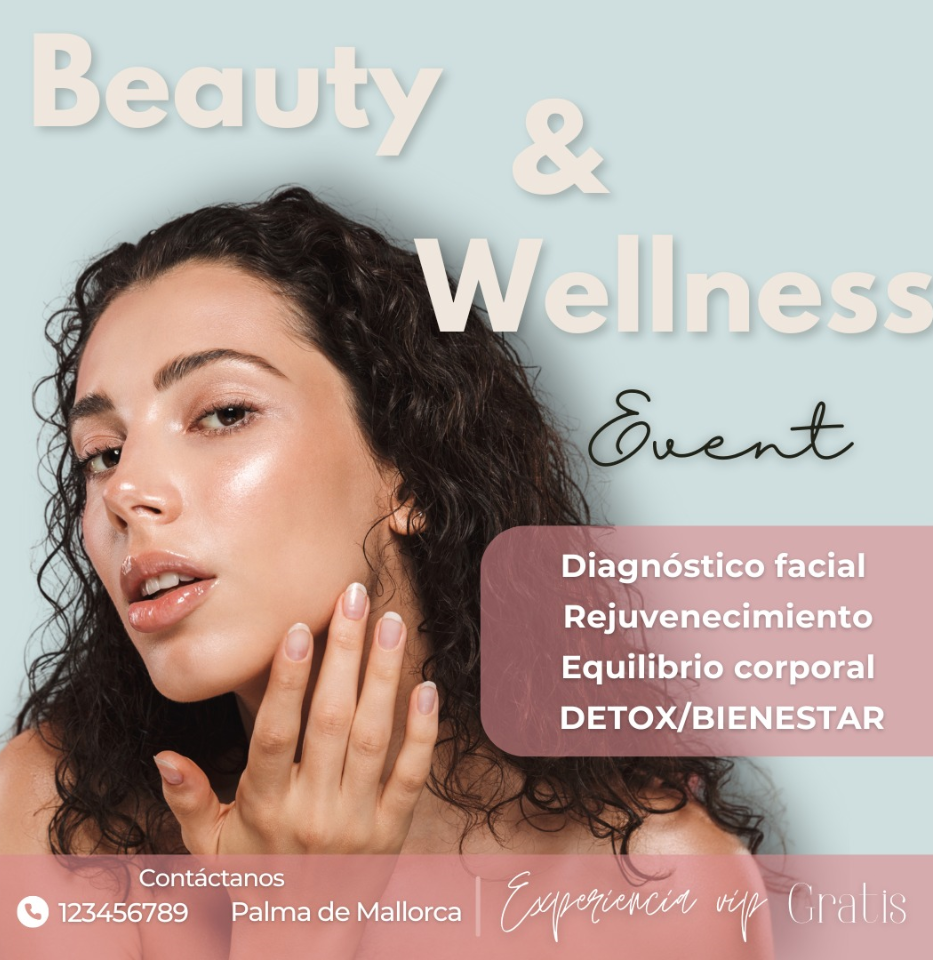 Beauty
&
Wellness
Event
Diagnóstico facial
Rejuvenecimiento
Equilibrio corporal
DETOX/BIENESTAR
Contáctanos
123456789 Palma de Mallorca
Experiencia vip Gratis